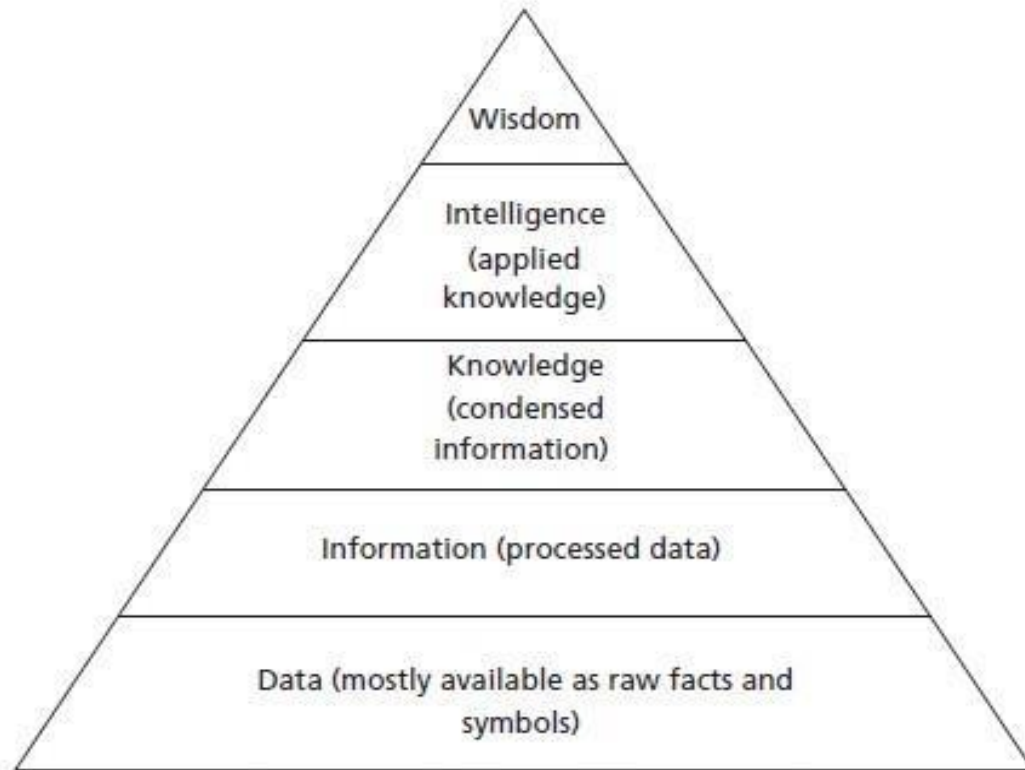 Wisdom
Intelligence
(applied
knowledge)
Knowledge
(condensed
information)
Information (processed data)
Data (mostly available as raw facts and
symbols)